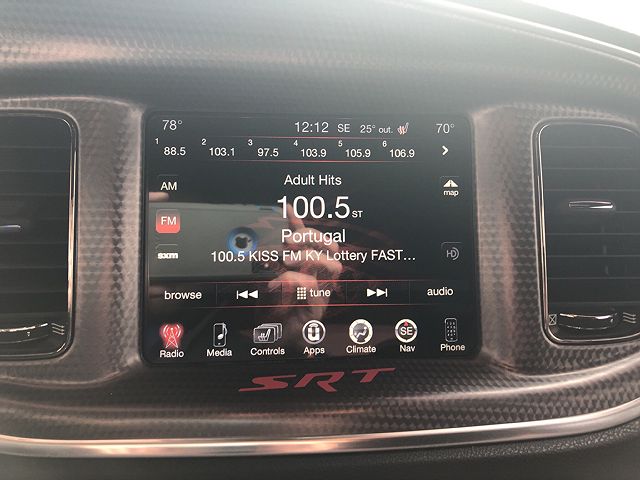 78°
12:12 SE 25° out.
70°
1 88.5 2 103.1 3 97.5 4 103.9 5 105.9 6 106.9
Adult Hits
AM
100.5 ST
map
FM
Portugal
sxm
100.5 KISS FM KY Lottery FAST...
HD
browse tune audio
Radio Media Controls Apps Climate SE Nav Phone
SRT